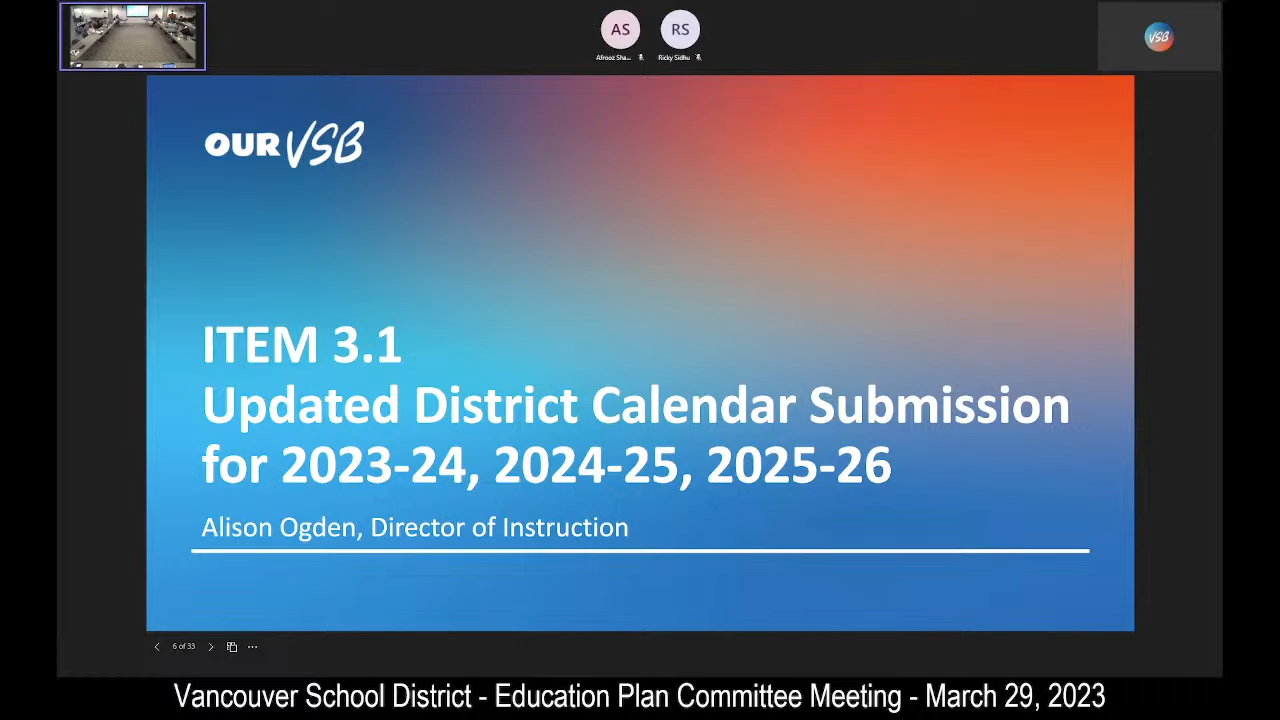 AS
RS
Afrooz Sha...
Ricky Sidhu
VSB
OUR VSB
ITEM 3.1
Updated District Calendar Submission
for 2023-24, 2024-25, 2025-26
Alison Ogden, Director of Instruction
6 of 33
Vancouver School District - Education Plan Committee Meeting - March 29, 2023